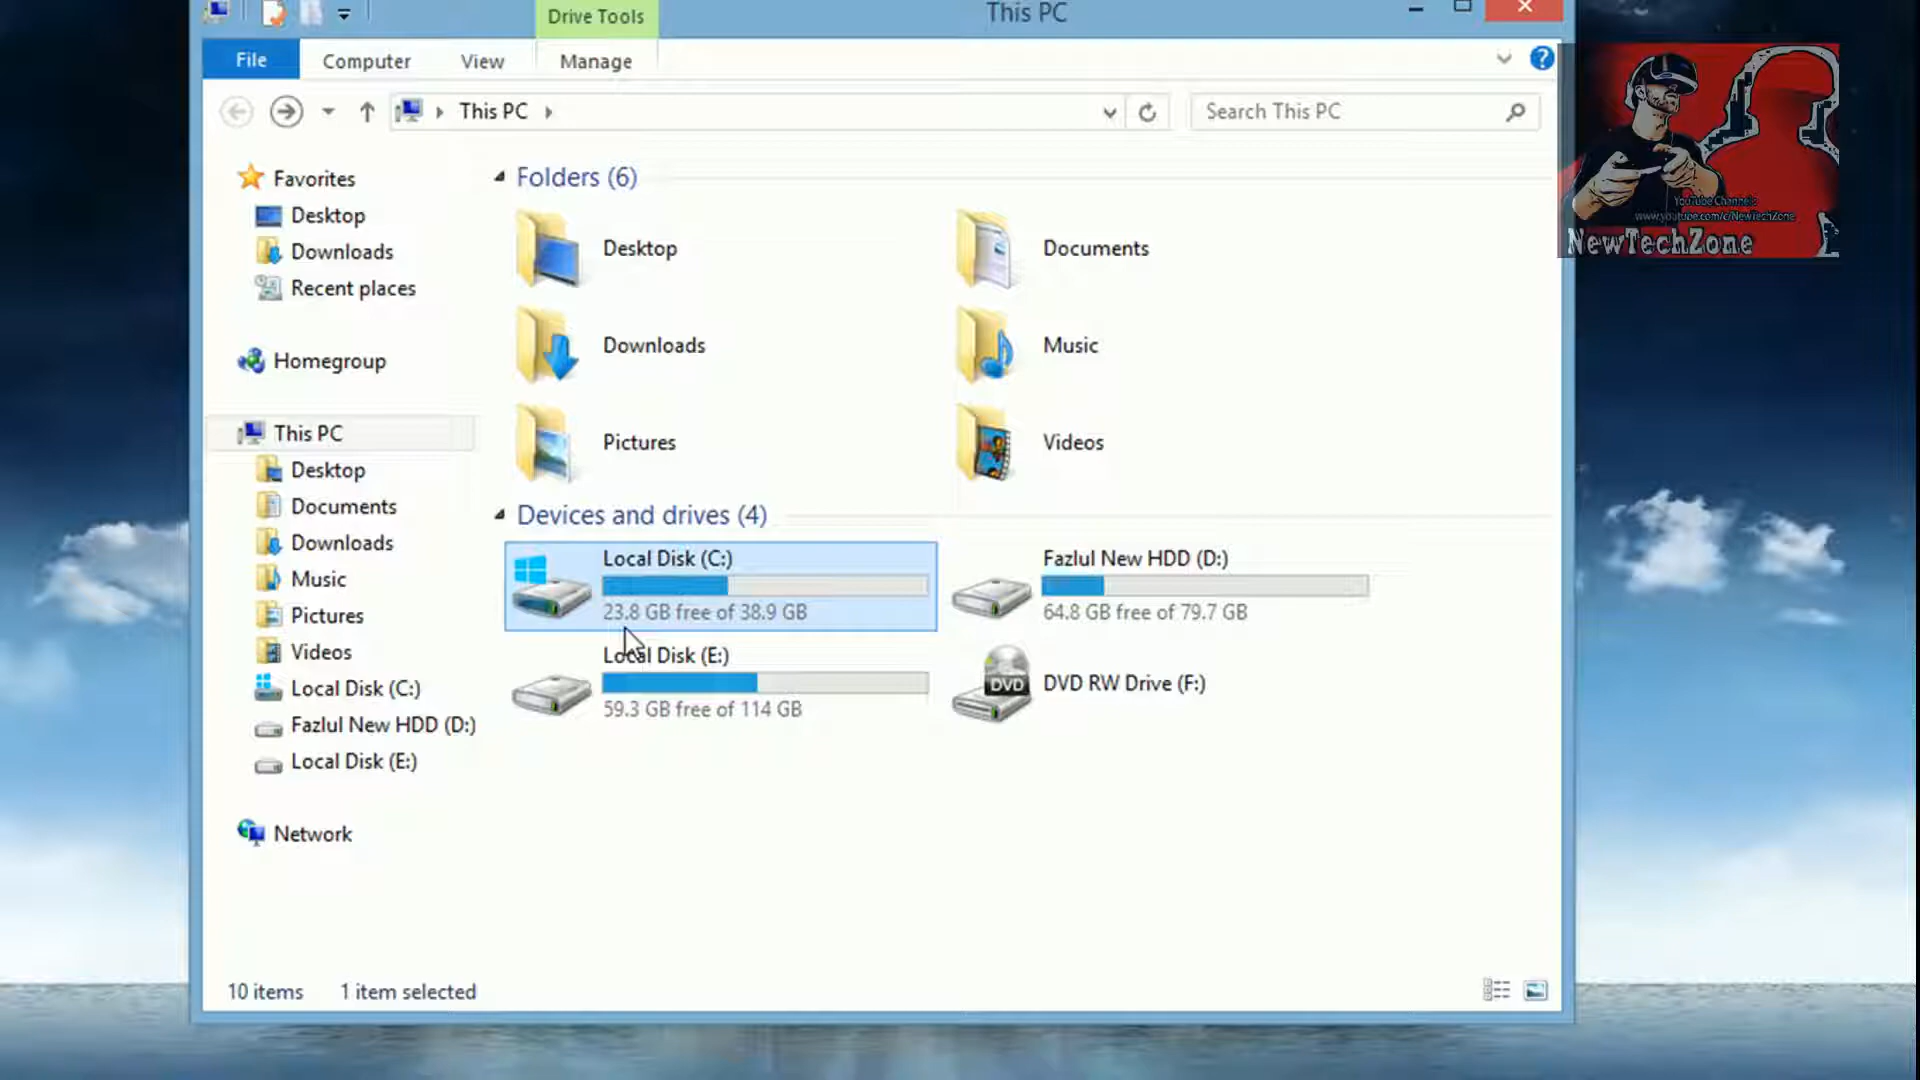 Drive Tools
This PC
File
Computer
View
Manage
This PC
Search This PC
Favorites
Desktop
Downloads
Recent places
Homegroup
This PC
Desktop
Documents
Downloads
Music
Pictures
Videos
Local Disk (C:)
Fazlul New HDD (D:)
Local Disk (E:)
Network
Folders (6)
Desktop
Documents
Downloads
Music
Pictures
Videos
Devices and drives (4)
Local Disk (C:)
23.8 GB free of 38.9 GB
Fazlul New HDD (D:)
64.8 GB free of 79.7 GB
Local Disk (E:)
59.3 GB free of 114 GB
DVD
DVD RW Drive (F:)
10 items
1 item selected
YouTube Channel:
www.youtube.com/c/NewTechZone
NewTechZone